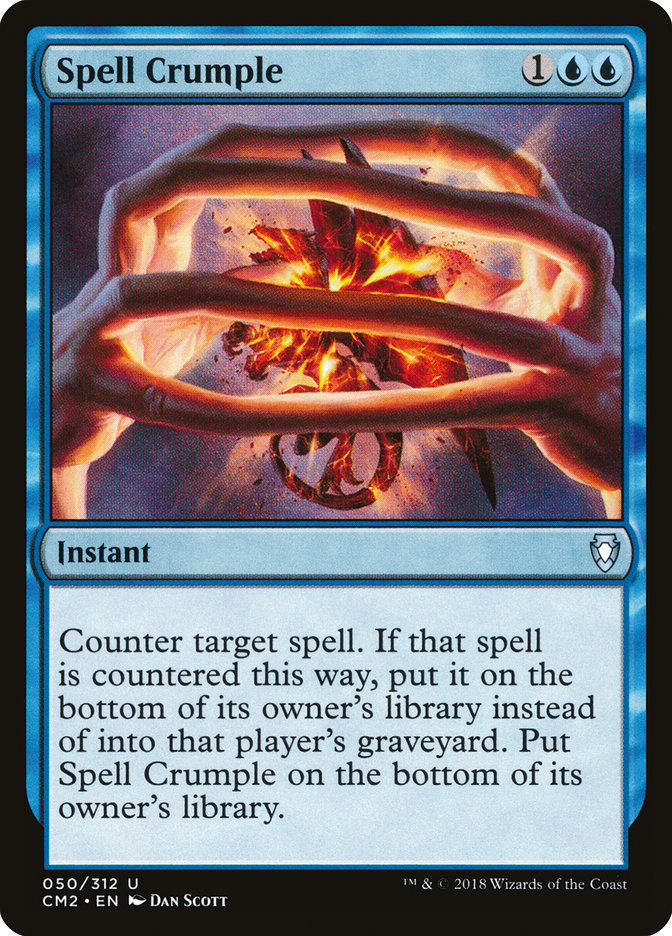 Spell Crumple 1
Instant
Counter target spell. If that spell
is countered this way, put it on the
bottom of its owner's library instead
of into that player's graveyard. Put
Spell Crumple on the bottom of its
owner's library.
050/312 U
CM2 • EN Dan Scott
™ & © 2018 Wizards of the Coast